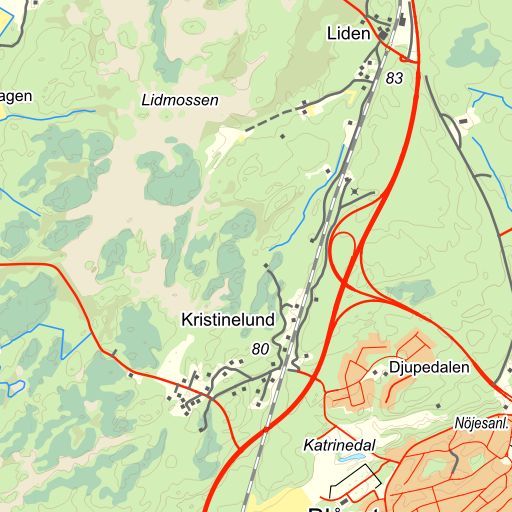 Liden
83
agen
Lidmossen
Kristinelund
80
Djupedalen
Nöjesanl.
Katrinedal